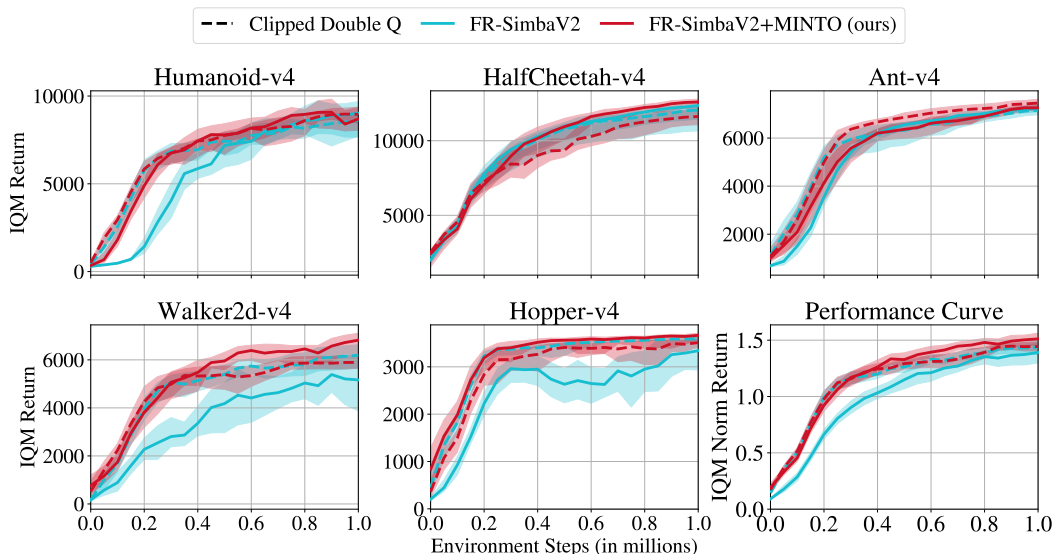 Clipped Double Q FR-SimbaV2 FR-SimbaV2+MINTO (ours)
Humanoid-v4 HalfCheetah-v4 Ant-v4
IQM Return
10000
5000
0
10000
5000
6000
4000
2000
Walker2d-v4 Hopper-v4 Performance Curve
IQM Return
6000
4000
2000
0
3000
2000
1000
0
IQM Norm Return
1.5
1.0
0.5
0.0
0.0 0.2 0.4 0.6 0.8 1.0 0.0 0.2 0.4 0.6 0.8 1.0 0.0 0.2 0.4 0.6 0.8 1.0
Environment Steps (in millions)